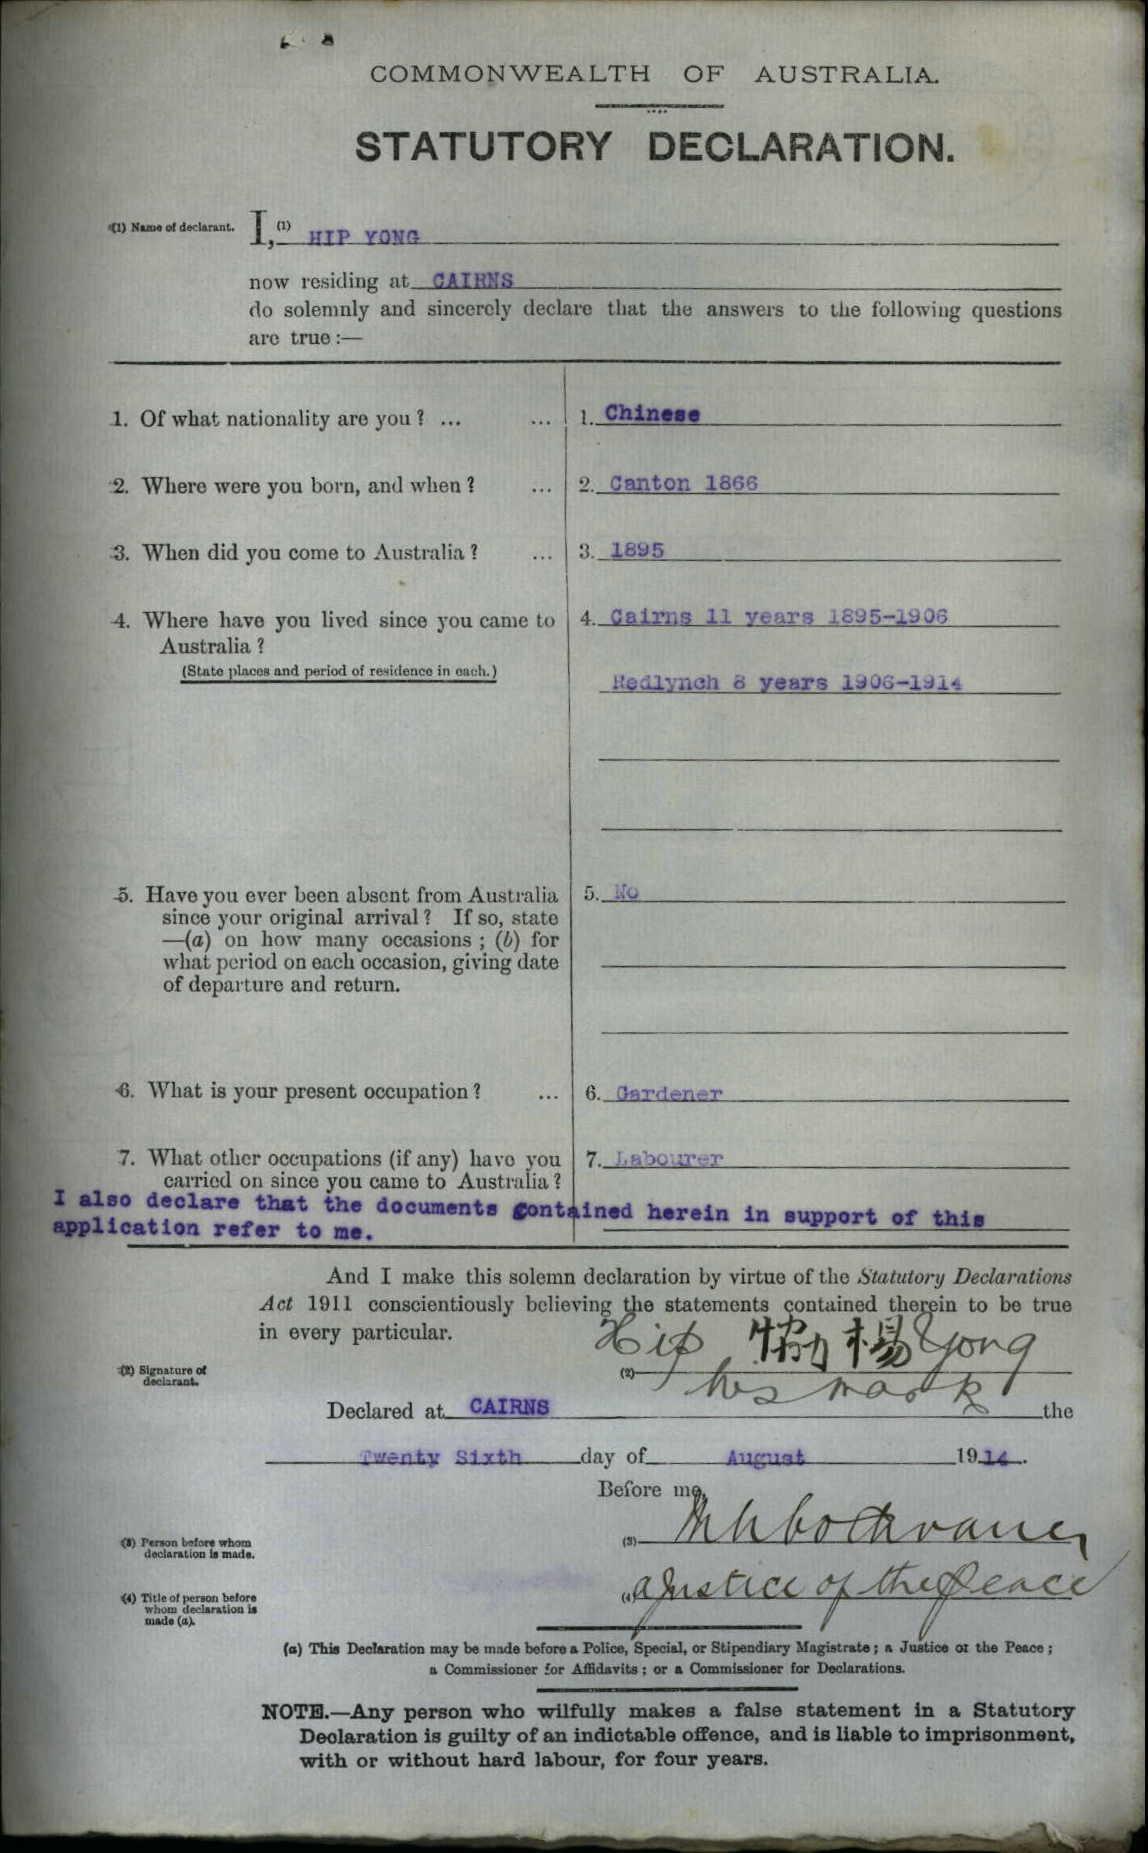 COMMONWEALTH OF AUSTRALIA.
STATUTORY DECLARATION.
(1) Name of declarant. I,(1) HIP YONG
now residing at CAIRNS
do solemnly and sincerely declare that the answers to the following questions
are true :—
1. Of what nationality are you ? ... ... 1. Chinese
2. Where were you born, and when ? ... 2. Canton 1866
3. When did you come to Australia ? ... 3. 1895
4. Where have you lived since you came to 4. Cairns 11 years 1895-1906
Australia ?
(State places and period of residence in each.)
Redlynch 8 years 1906-1914
5. Have you ever been absent from Australia 5. No
since your original arrival ? If so, state
—(a) on how many occasions ; (b) for
what period on each occasion, giving date
of departure and return.
6. What is your present occupation ? ... 6. Gardener
7. What other occupations (if any) have you 7. Labourer
carried on since you came to Australia ?
I also declare that the documents contained herein in support of this
application refer to me.
And I make this solemn declaration by virtue of the Statutory Declarations
Act 1911 conscientiously believing the statements contained therein to be true
in every particular.
(2) Signature of declarant. (2) Hip 協楊 Yong
his mark
Declared at CAIRNS the
Twenty Sixth day of August 1914.
Before me,
(3) Person before whom declaration is made. (3)
(4) Title of person before whom declaration is made (a). (4) a Justice of the Peace
(a) This Declaration may be made before a Police, Special, or Stipendiary Magistrate ; a Justice of the Peace ;
a Commissioner for Affidavits ; or a Commissioner for Declarations.
NOTE.—Any person who wilfully makes a false statement in a Statutory
Declaration is guilty of an indictable offence, and is liable to imprisonment,
with or without hard labour, for four years.